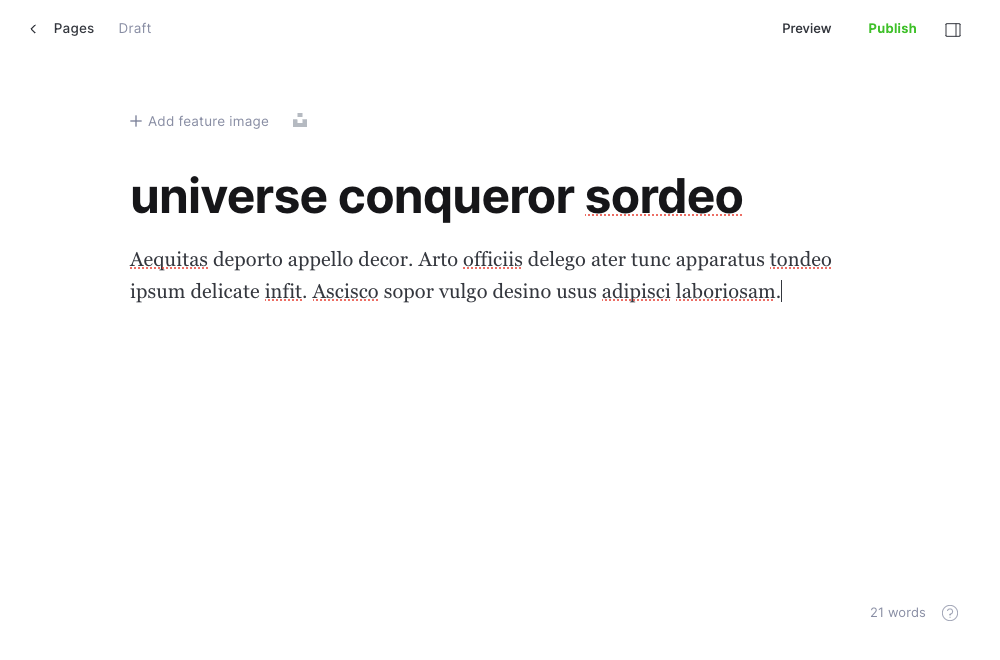 Pages
Draft
Preview
Publish
Add feature image
universe conqueror sordeo
Aequitas deporto appello decor. Arto officiis delego ater tunc apparatus tondeo
ipsum delicate infit. Ascisco sopor vulgo desino usus adipisci laboriosam.
21 words
?